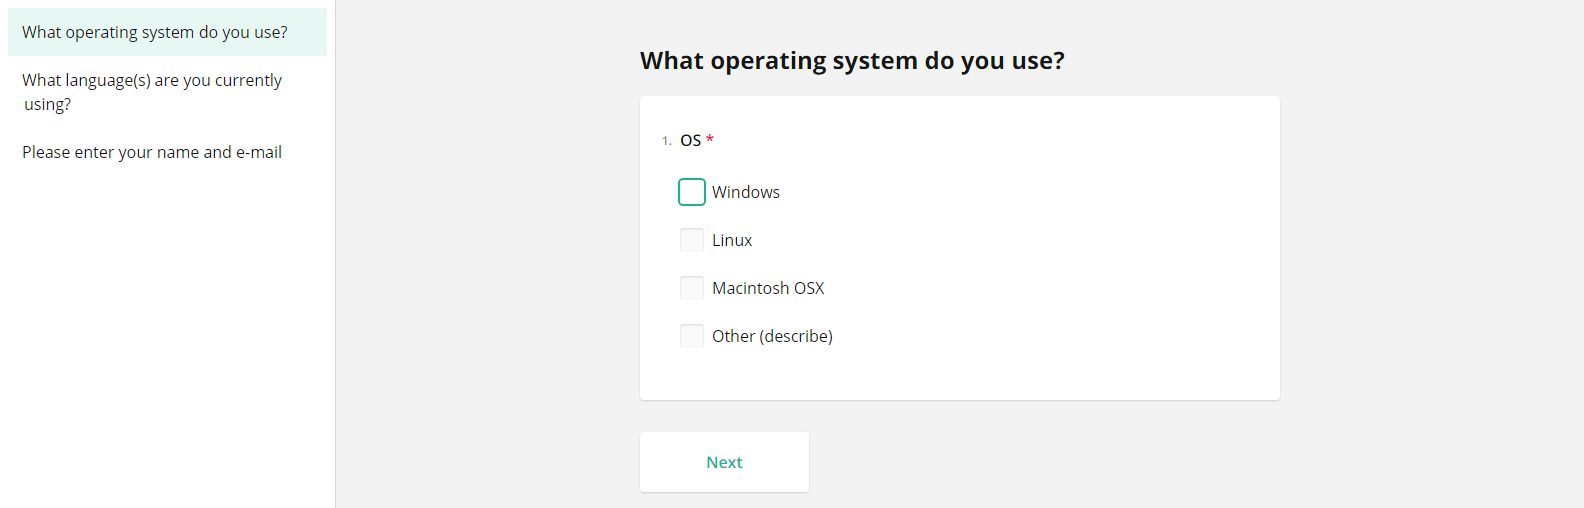 What operating system do you use?
What language(s) are you currently
using?
Please enter your name and e-mail
What operating system do you use?
1. OS *
Windows
Linux
Macintosh OSX
Other (describe)
Next